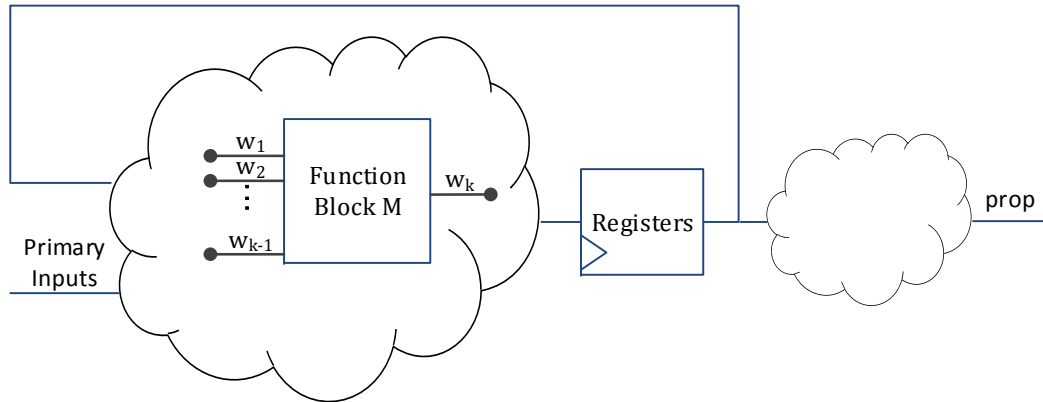 w1
w2
⋮
wk-1
Function
Block M
wk
Registers
prop
Primary
Inputs